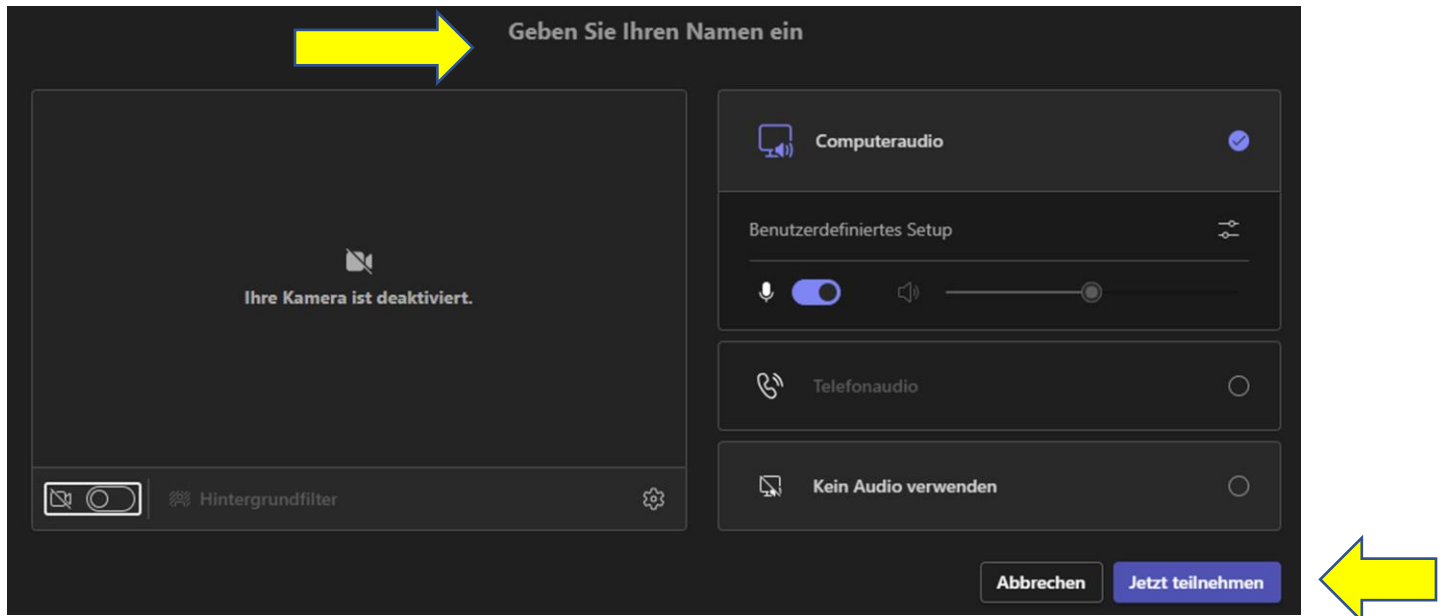 Geben Sie Ihren Namen ein
Ihre Kamera ist deaktiviert.
Hintergrundfilter
Computeraudio
Benutzerdefiniertes Setup
Telefonaudio
Kein Audio verwenden
Abbrechen
Jetzt teilnehmen